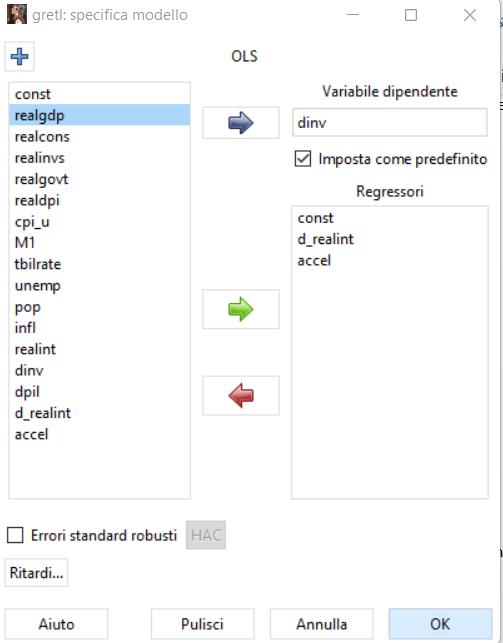 gretl: specifica modello
OLS
const
realgdp
realcons
realinvs
realgovt
realdpi
cpi_u
M1
tbilrate
unemp
pop
infl
realint
dinv
dpil
d_realint
accel
Variabile dipendente
dinv
Imposta come predefinito
Regressori
const
d_realint
accel
Errori standard robusti
HAC
Ritardi...
Aiuto
Pulisci
Annulla
OK